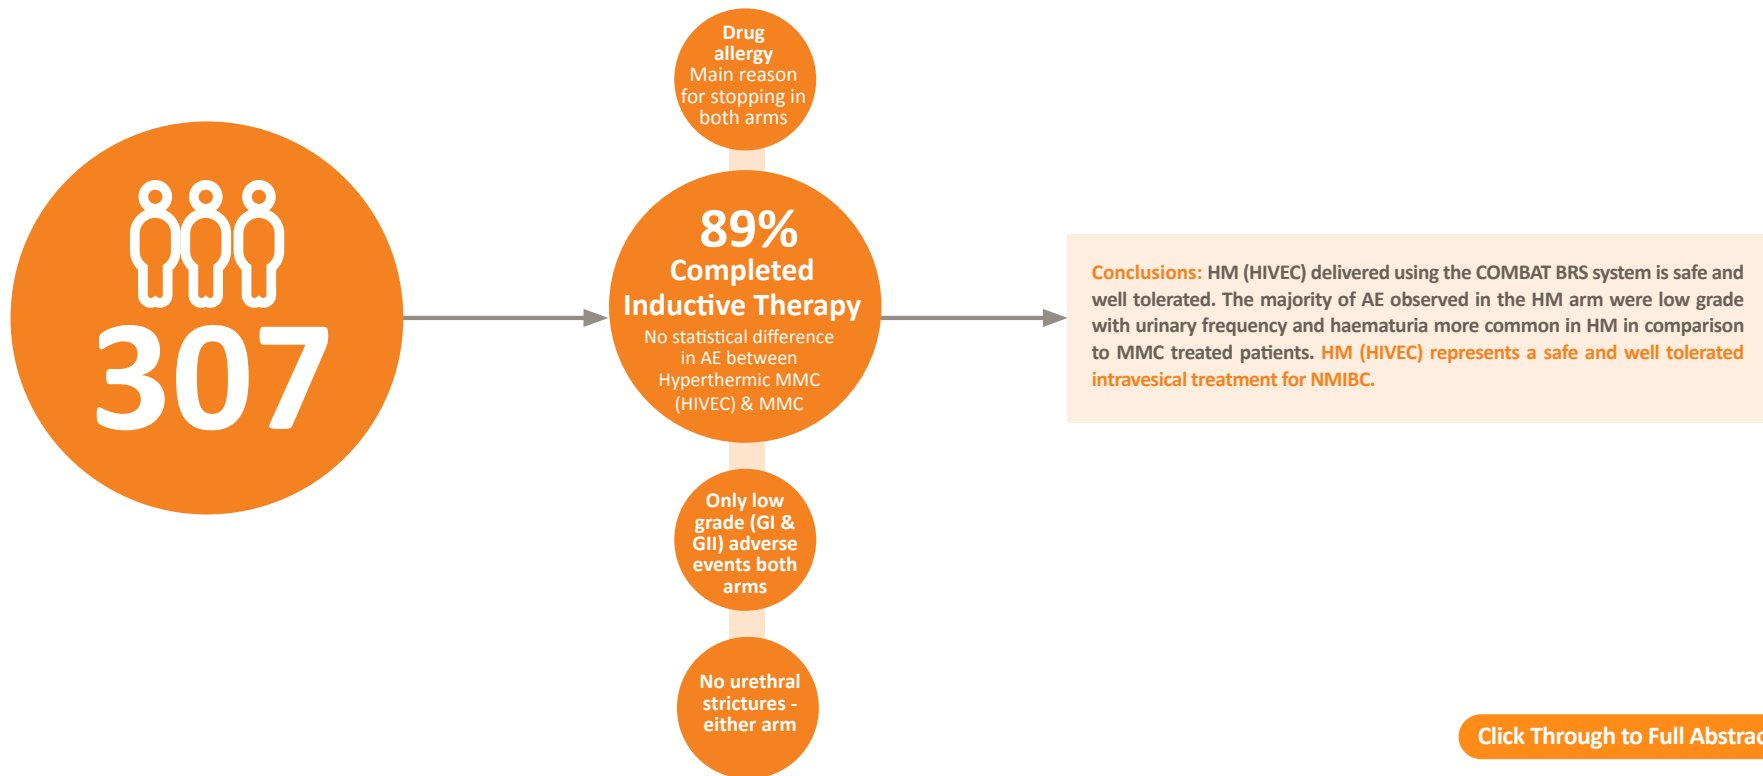 307
Drug
allergy
Main reason
for stopping in
both arms
89%
Completed
Inductive Therapy
No statistical difference
in AE between
Hyperthermic MMC
(HIVEC) & MMC
Only low
grade (GI &
GII) adverse
events both
arms
No urethral
strictures -
either arm
Conclusions: HM (HIVEC) delivered using the COMBAT BRS system is safe and
well tolerated. The majority of AE observed in the HM arm were low grade
with urinary frequency and haematuria more common in HM in comparison
to MMC treated patients. HM (HIVEC) represents a safe and well tolerated
intravesical treatment for NMIBC.
Click Through to Full Abstrac